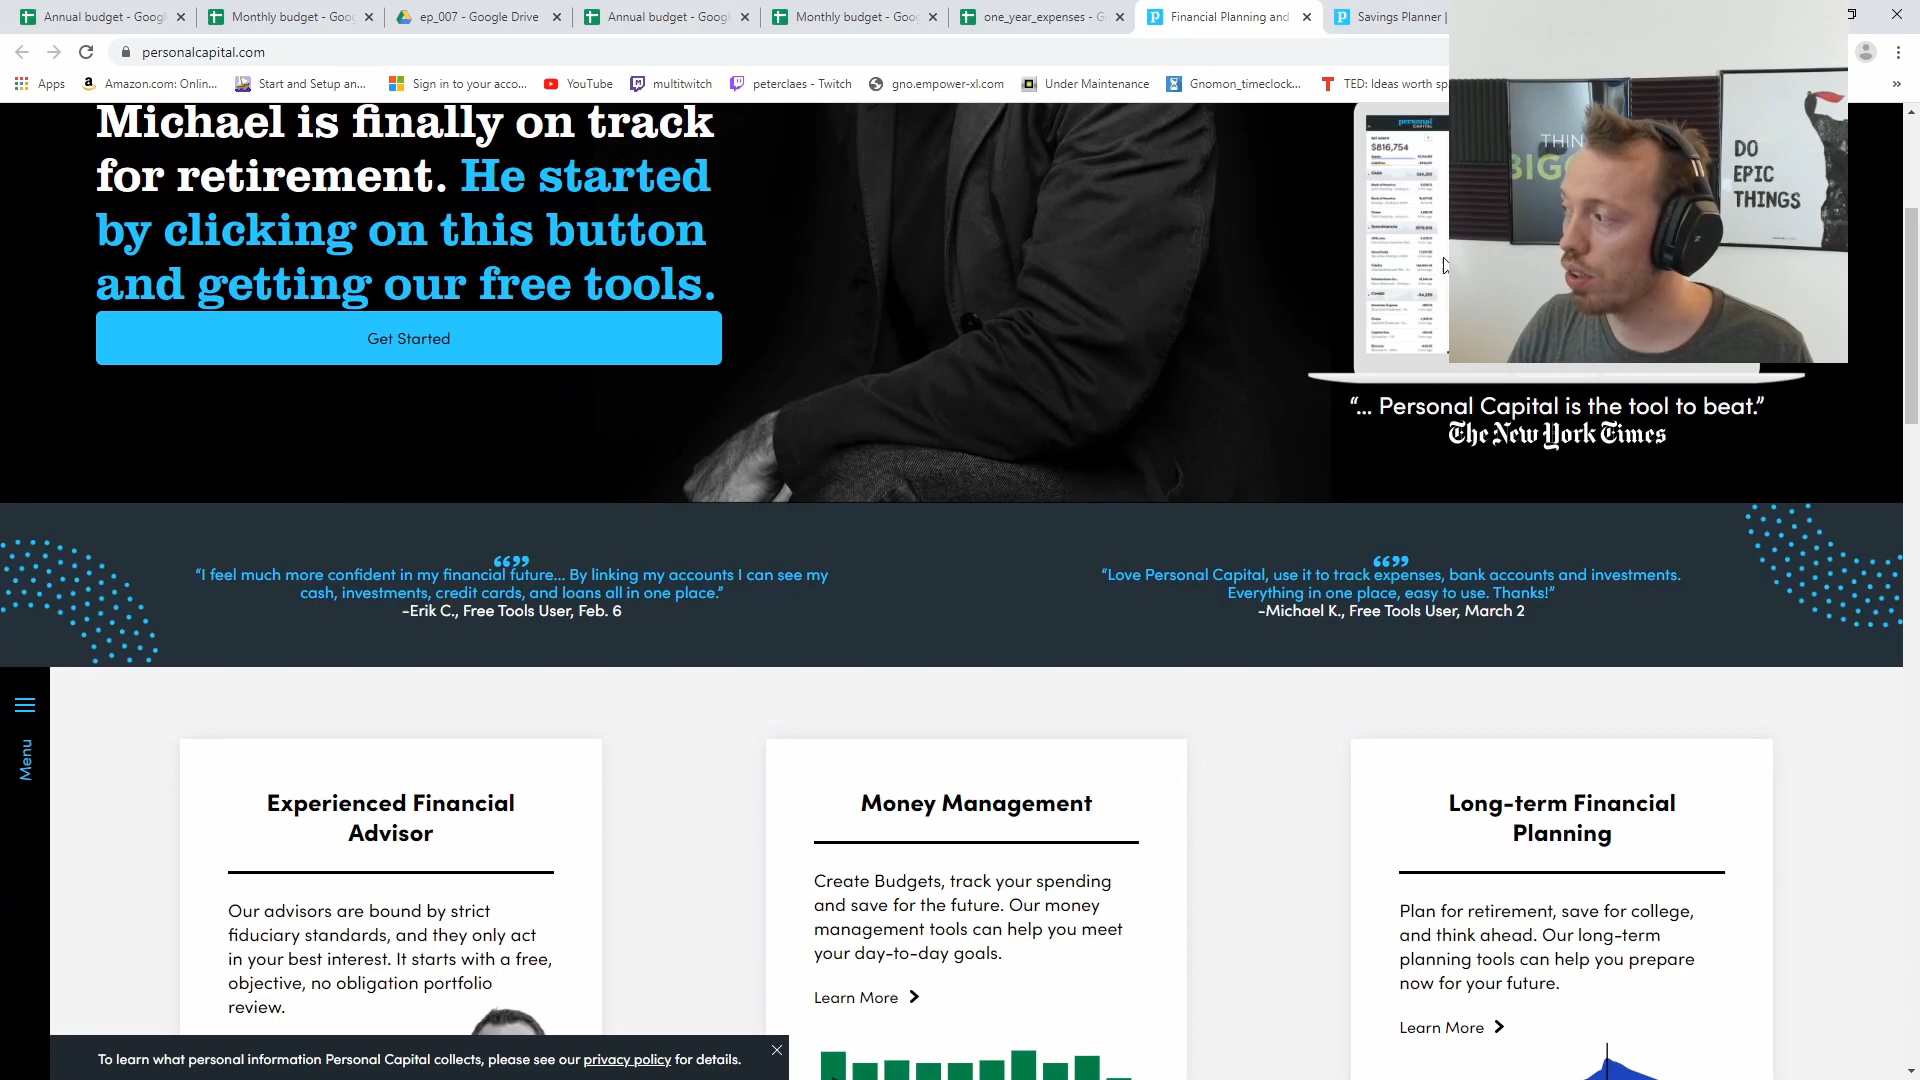 Annual budget - Googl
Monthly budget - Goog
ep_007 - Google Drive
Annual budget - Googl
Monthly budget - Goog
one_year_expenses - G
Financial Planning and
Savings Planner |
personalcapital.com
Apps
Amazon.com: Onlin...
Start and Setup an...
Sign in to your acco...
YouTube
multitwitch
peterclaes - Twitch
gno.empower-xl.com
Under Maintenance
Gnomon_timeclock...
TED: Ideas worth sp
Michael is finally on track
for retirement. He started
by clicking on this button
and getting our free tools.
Get Started
personal
CAPITAL
$816,754
THIN
BIGG
DO
EPIC
THINGS
“... Personal Capital is the tool to beat.”
The New York Times
“I feel much more confident in my financial future... By linking my accounts I can see my
cash, investments, credit cards, and loans all in one place.”
–Erik C., Free Tools User, Feb. 6
“Love Personal Capital, use it to track expenses, bank accounts and investments.
Everything in one place, easy to use. Thanks!”
–Michael K., Free Tools User, March 2
Menu
Experienced Financial
Advisor
Our advisors are bound by strict
fiduciary standards, and they only act
in your best interest. It starts with a free,
objective, no obligation portfolio
review.
Money Management
Create Budgets, track your spending
and save for the future. Our money
management tools can help you meet
your day-to-day goals.
Learn More
Long-term Financial
Planning
Plan for retirement, save for college,
and think ahead. Our long-term
planning tools can help you prepare
now for your future.
Learn More
To learn what personal information Personal Capital collects, please see our privacy policy for details.